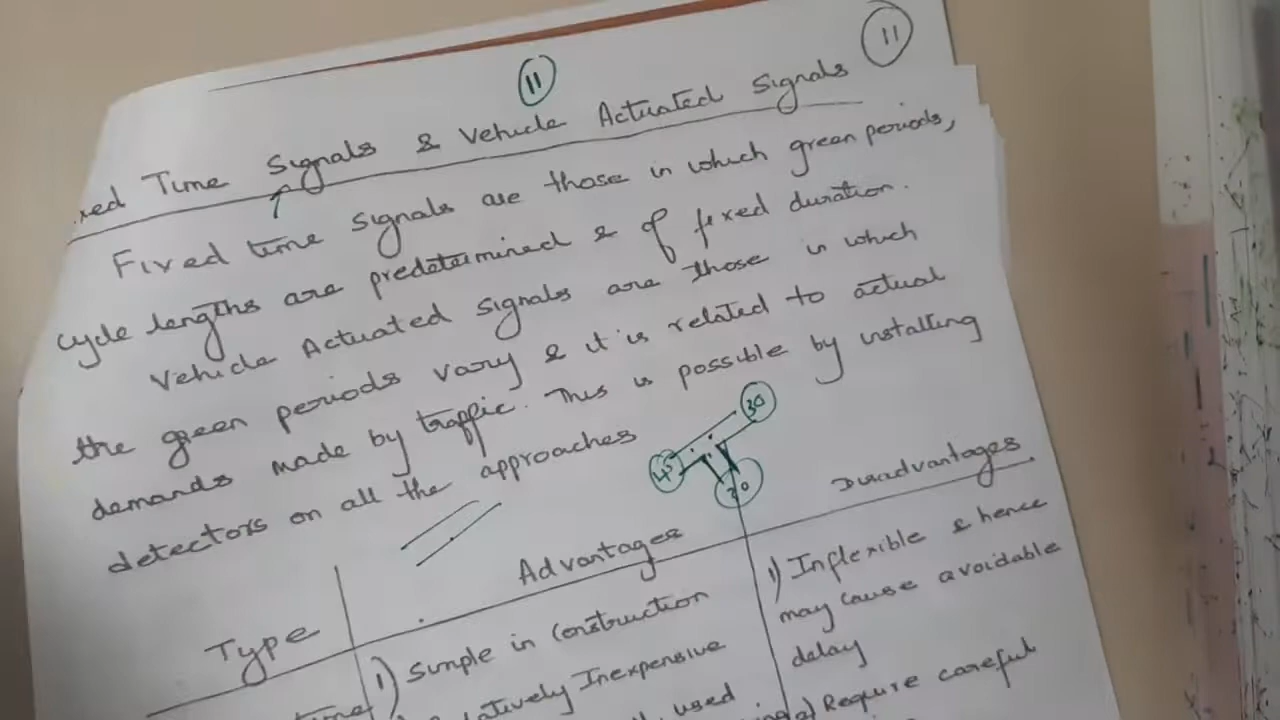 11
11
xed Time Signals & Vehicle Actuated Signals
Fixed time signals are those in which green periods,
cycle lengths are predetermined & of fixed duration.
Vehicle Actuated signals are those in which
the green periods vary & it is related to actual
demands made by traffic. This is possible by installing
detectors on all the approaches
30
45
30
Type
Advantages
Disadvantages
1) Simple in Construction
latively Inexpensive
used
time
1) Inflexible & hence
may cause avoidable
delay
2) Require careful